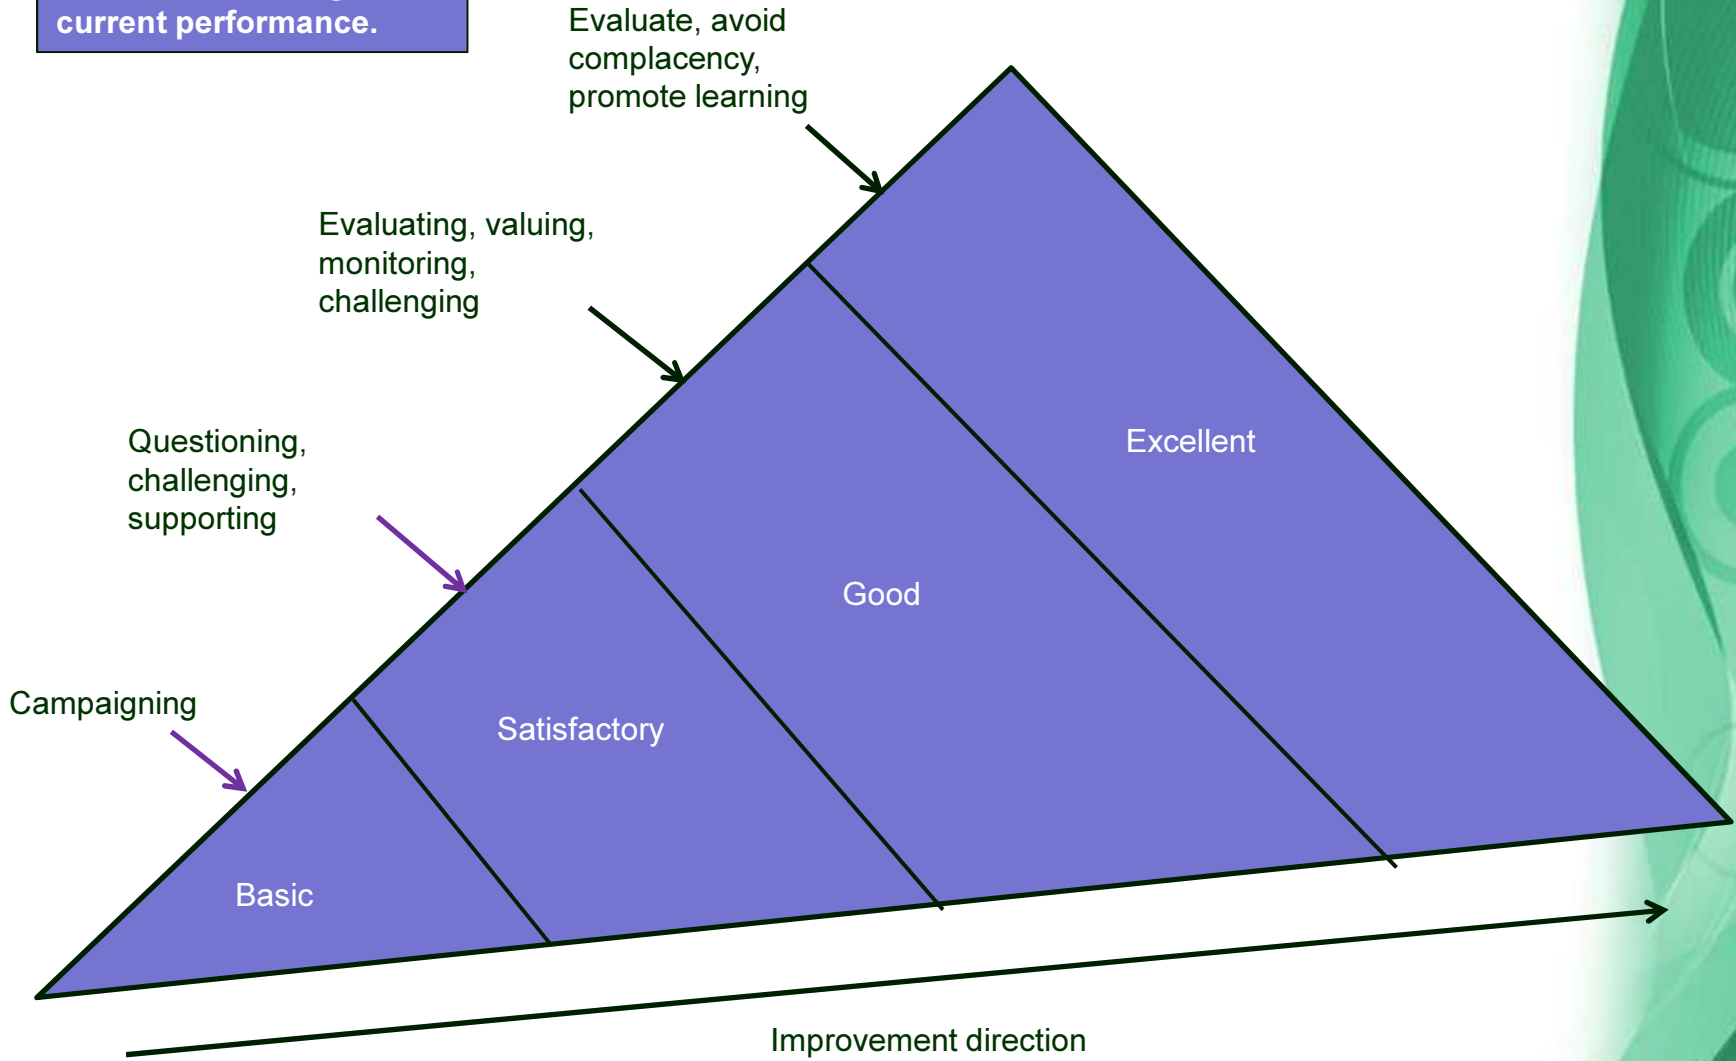 current performance.
Evaluate, avoid
complacency,
promote learning
Evaluating, valuing,
monitoring,
challenging
Questioning,
challenging,
supporting
Excellent
Good
Campaigning
Satisfactory
Basic
Improvement direction